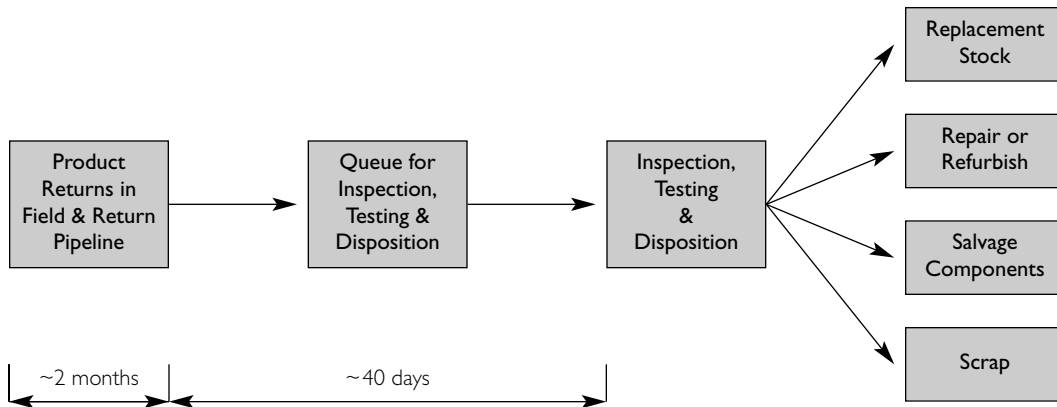 Product
Returns in
Field & Return
Pipeline
Queue for
Inspection,
Testing &
Disposition
Inspection,
Testing
&
Disposition
Replacement
Stock
Repair or
Refurbish
Salvage
Components
Scrap
~2 months
~40 days